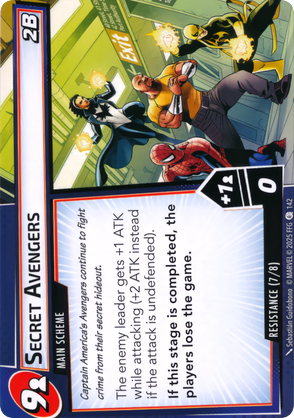 2B
Exit
9
SECRET AVENGERS
MAIN SCHEME
Captain America's Avengers continue to fight
crime from their secret hideout.
The enemy leader gets +1 ATK
while attacking (+2 ATK instead
if the attack is undefended).
If this stage is completed, the
players lose the game.
+1
0
RESISTANCE (7/8)
Sebastián Guidobono © 2025 FFG 142